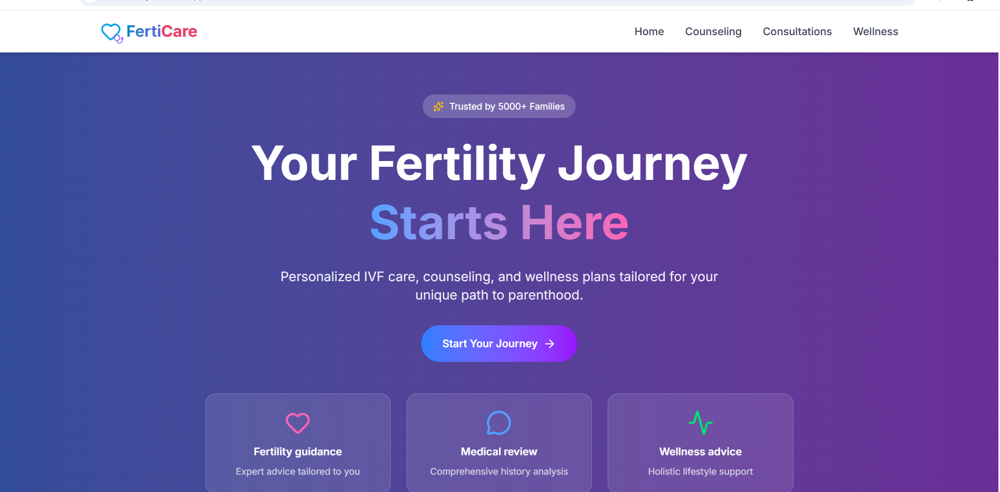 FertiCare
Home Counseling Consultations Wellness
Trusted by 5000+ Families
Your Fertility Journey
Starts Here
Personalized IVF care, counseling, and wellness plans tailored for your
unique path to parenthood.
Start Your Journey
Fertility guidance
Expert advice tailored to you
Medical review
Comprehensive history analysis
Wellness advice
Holistic lifestyle support